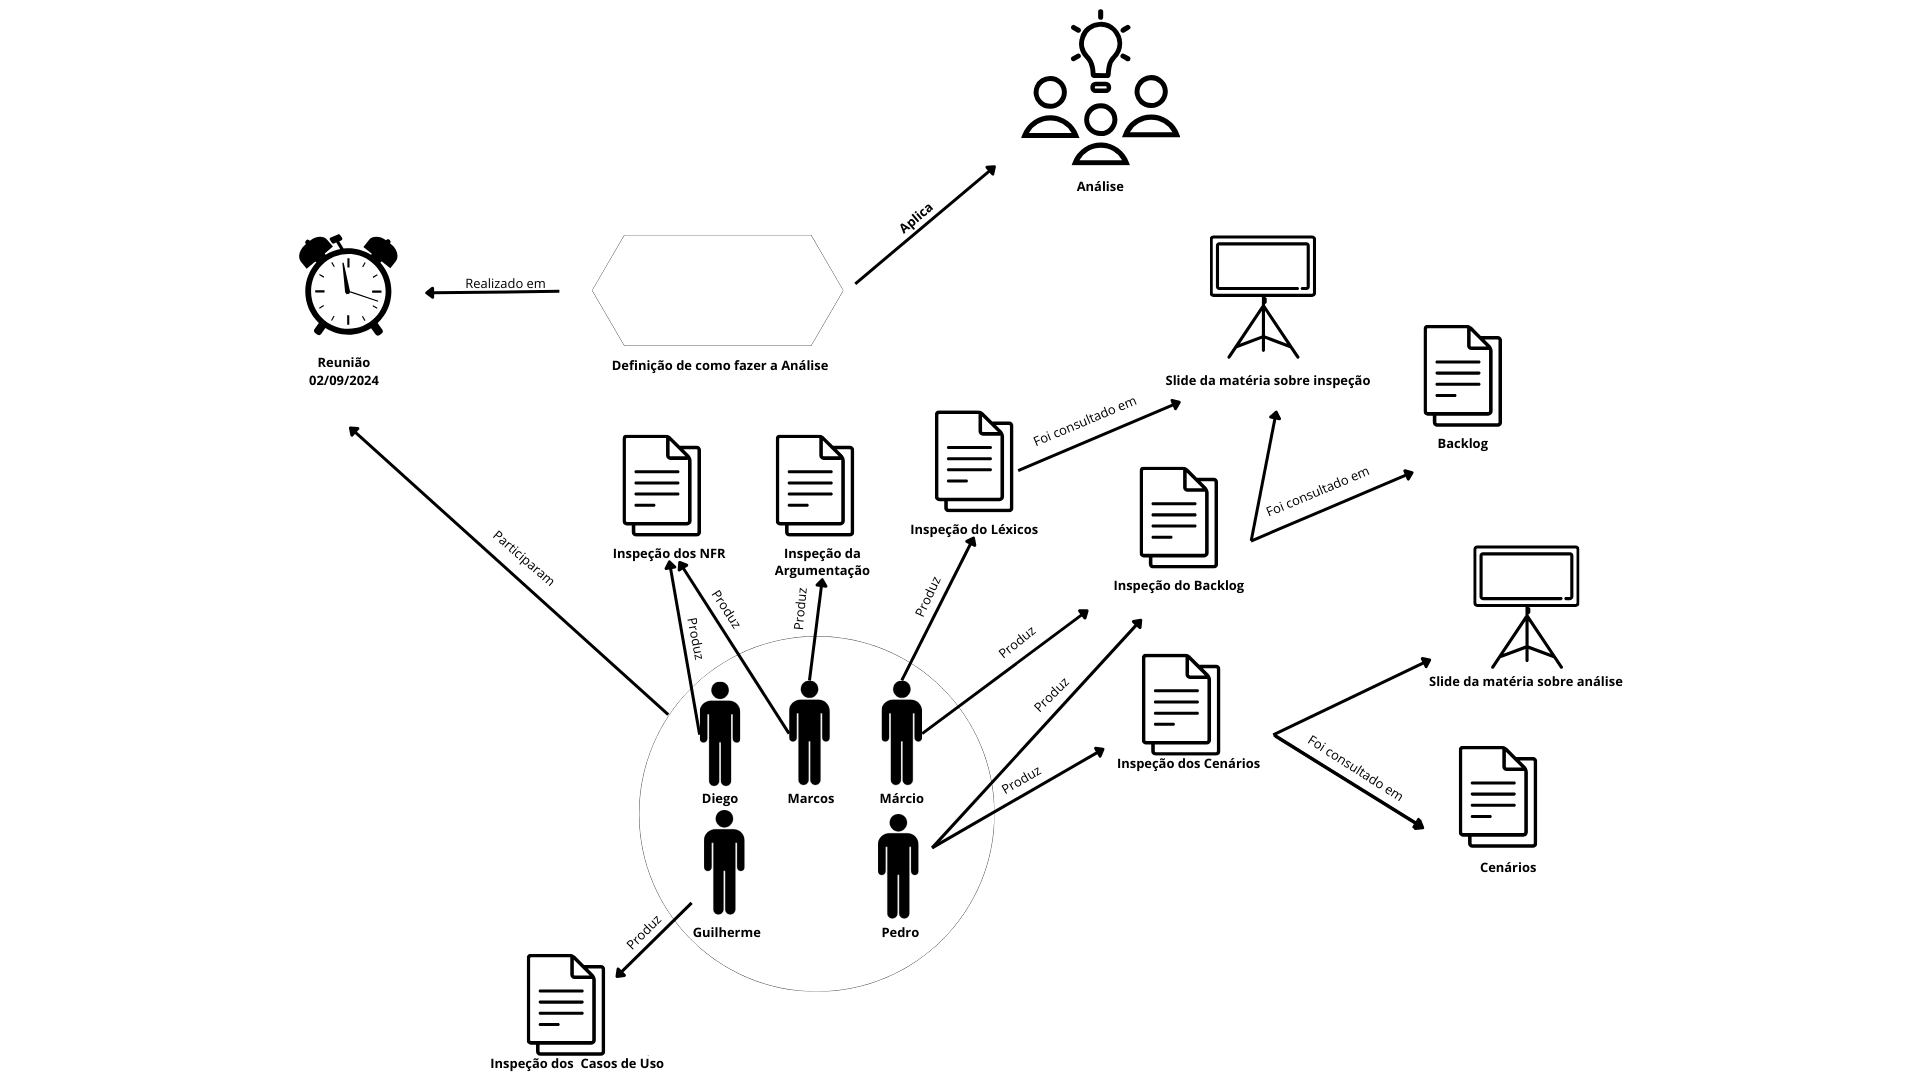 Análise
Aplica
Realizado em
Reunião
02/09/2024
Definição de como fazer a Análise
Slide da matéria sobre inspeção
Foi consultado em
Backlog
Foi consultado em
Participaram
Inspeção dos NFR
Inspeção da
Argumentação
Inspeção do Léxicos
Inspeção do Backlog
Produz
Produz
Produz
Produz
Produz
Produz
Produz
Slide da matéria sobre análise
Inspeção dos Cenários
Foi consultado em
Cenários
Diego
Marcos
Márcio
Guilherme
Pedro
Produz
Inspeção dos  Casos de Uso